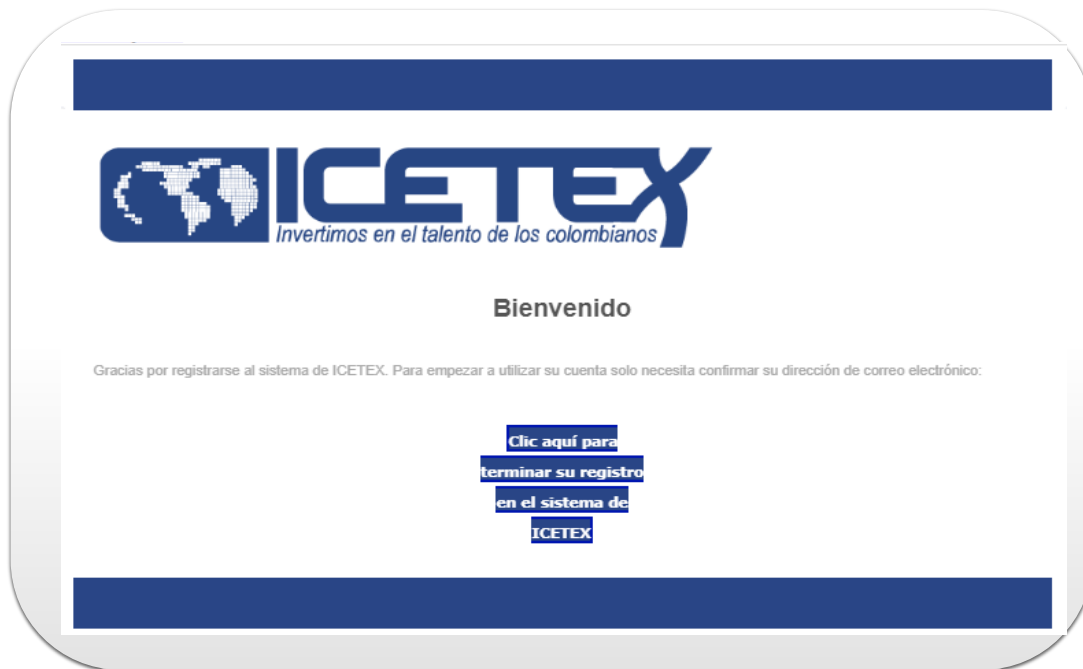 ICETEX
Invertimos en el talento de los colombianos
Bienvenido
Gracias por registrarse al sistema de ICETEX. Para empezar a utilizar su cuenta solo necesita confirmar su dirección de correo electrónico:
Clic aquí para
terminar su registro
en el sistema de
ICETEX